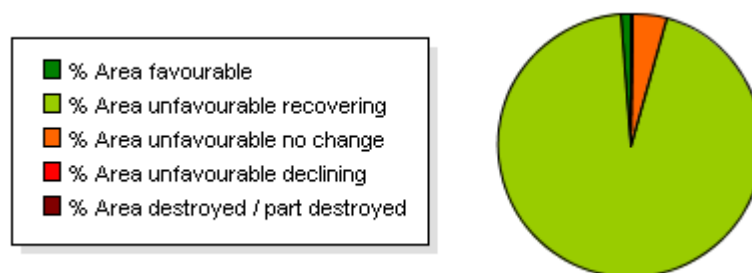 % Area favourable
% Area unfavourable recovering
% Area unfavourable no change
% Area unfavourable declining
% Area destroyed / part destroyed